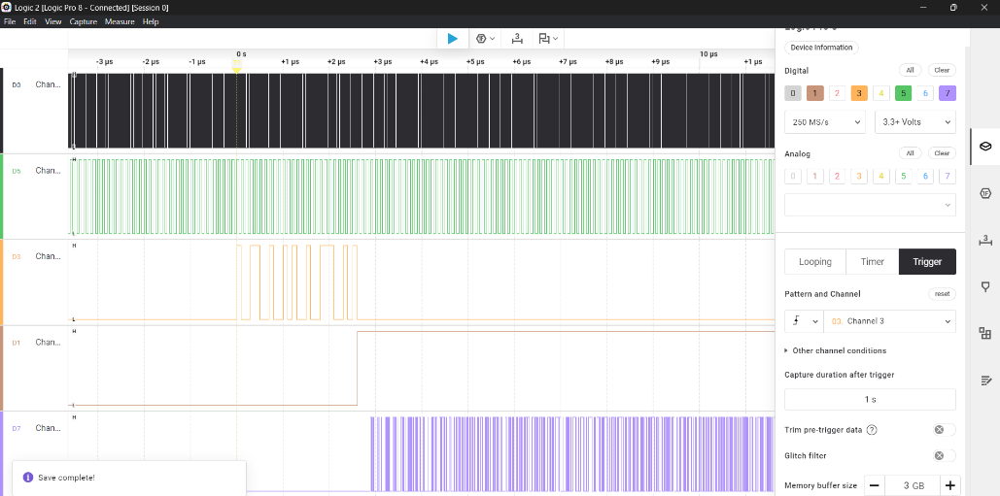 Logic 2 [Logic Pro 8 - Connected] [Session 0]
File Edit View Capture Measure Help
0 s
10 µs
-3 µs -2 µs -1 µs +1 µs +2 µs +3 µs +4 µs +5 µs +6 µs +7 µs +8 µs +9 µs +1 µs
D0 Chan...
H
L
D5 Chan...
H
L
D3 Chan...
H
L
D1 Chan...
H
L
D7 Chan...
H
Save complete!
Logic Pro 8
Device Information
Digital All Clear
0 1 2 3 4 5 6 7
250 MS/s 3.3+ Volts
Analog All Clear
0 1 2 3 4 5 6 7
Looping Timer Trigger
Pattern and Channel reset
03. Channel 3
Other channel conditions
Capture duration after trigger
1 s
Trim pre-trigger data ?
Glitch filter
Memory buffer size 3 GB
1F
3